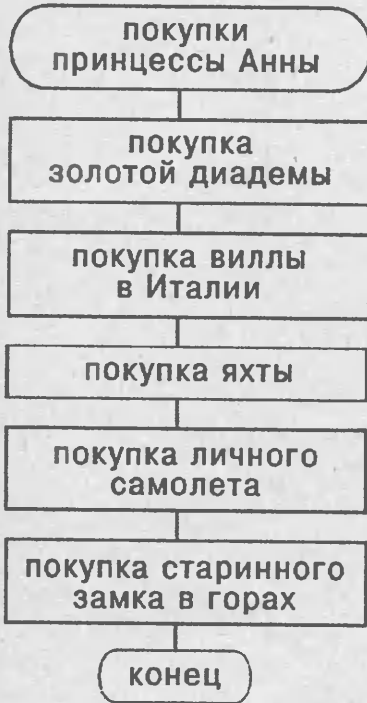 покупки
принцессы Анны
покупка
золотой диадемы
покупка виллы
в Италии
покупка яхты
покупка личного
самолета
покупка старинного
замка в горах
конец